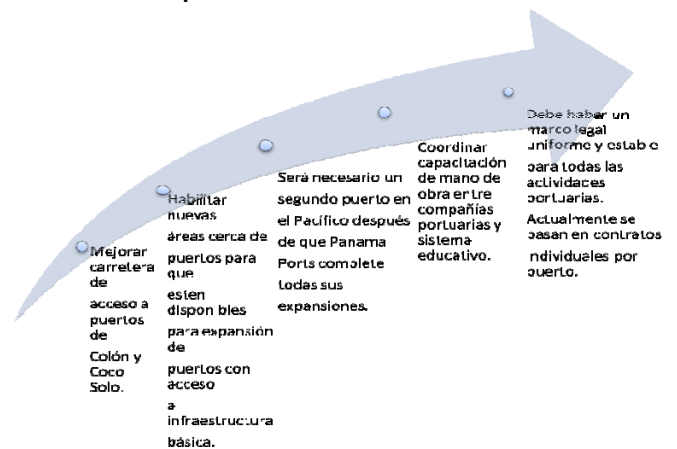 Mejorar
carretera
de
acceso a
puertos
de
Colón y
Coco
Solo.
Habilitar
nuevas
áreas cerca de
puertos para
que
esten
disponibles
para expansión
de
puertos con
acceso
a
infraestructura
básica.
Será necesario un
segundo puerto en
el Pacífico después
de que Panama
Ports complete
todas sus
expansiones.
Coordinar
capacitación
de mano de
obra entre
compañías
portuarias y
sistema
educativo.
Debe haber un
marco legal
uniforme y estable
para todas las
actividades
portuarias.
Actualmente se
basan en contratos
individuales por
puerto.